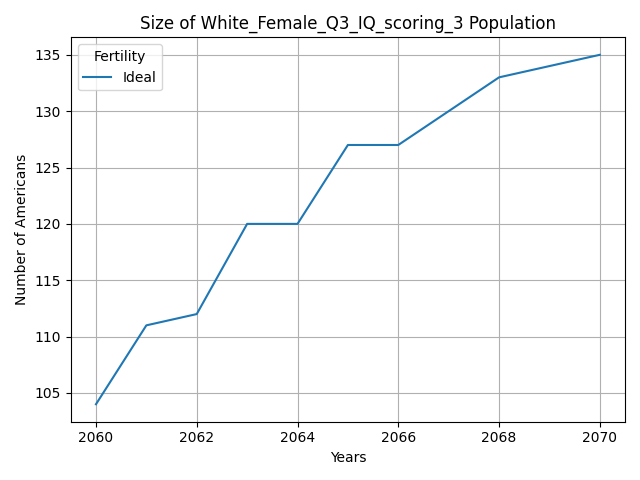 Size of White_Female_Q3_IQ_scoring_3 Population
Fertility
Ideal
Number of Americans
135
130
125
120
115
110
105
2060 2062 2064 2066 2068 2070
Years